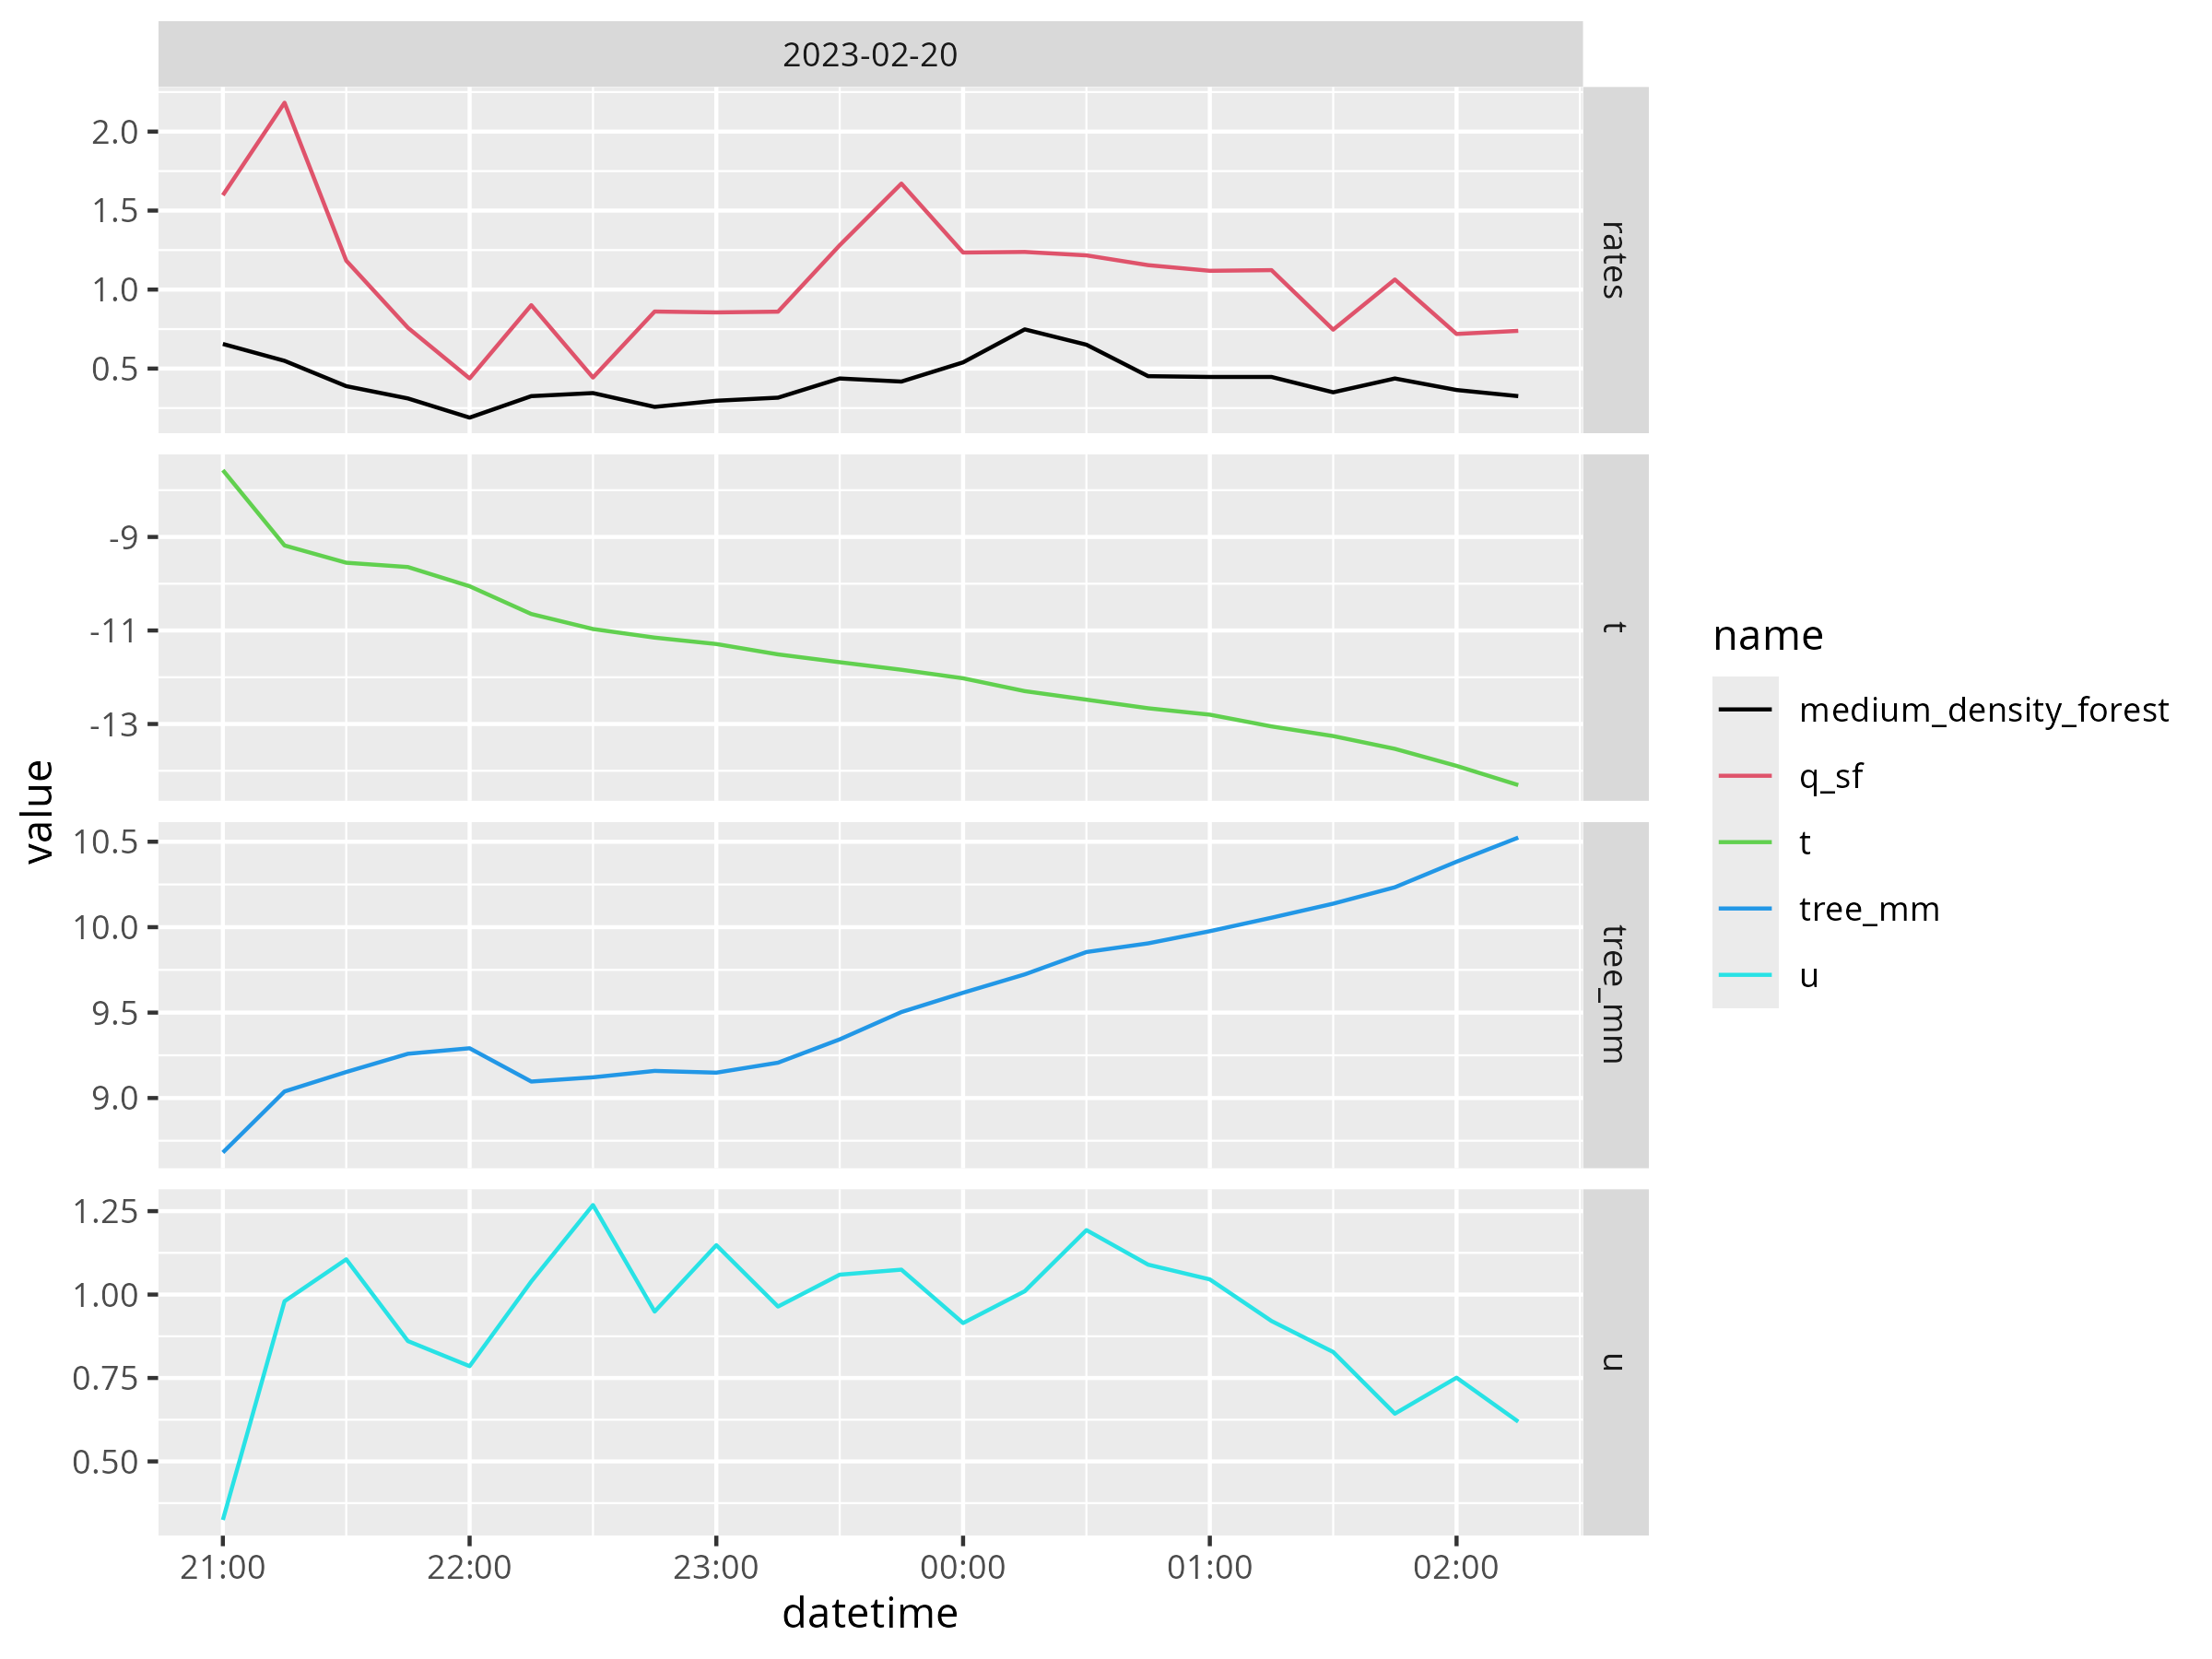 2023-02-20
2.0
1.5
1.0
0.5
rates
-9
-11
-13
t
10.5
10.0
9.5
9.0
tree_mm
1.25
1.00
0.75
0.50
u
value
21:00 22:00 23:00 00:00 01:00 02:00
datetime
name
medium_density_forest
q_sf
t
tree_mm
u